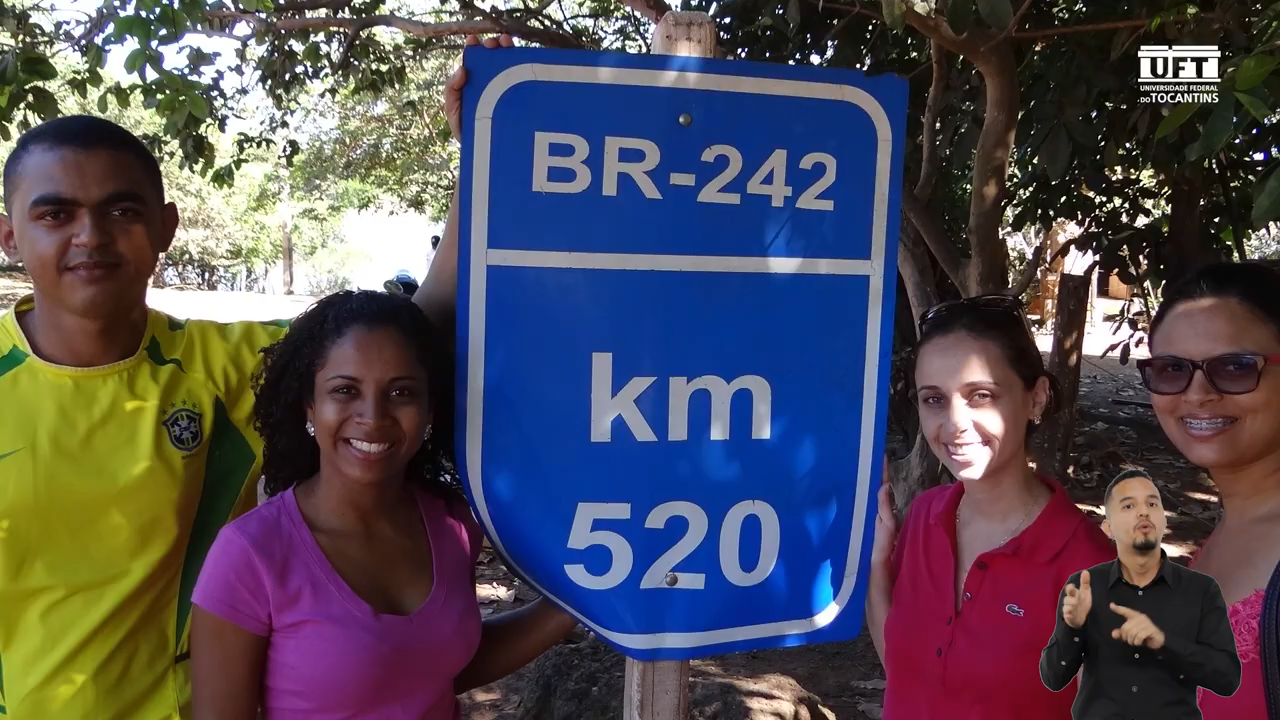 BR-242
km
520
UFT
UNIVERSIDADE FEDERAL
DO TOCANTINS